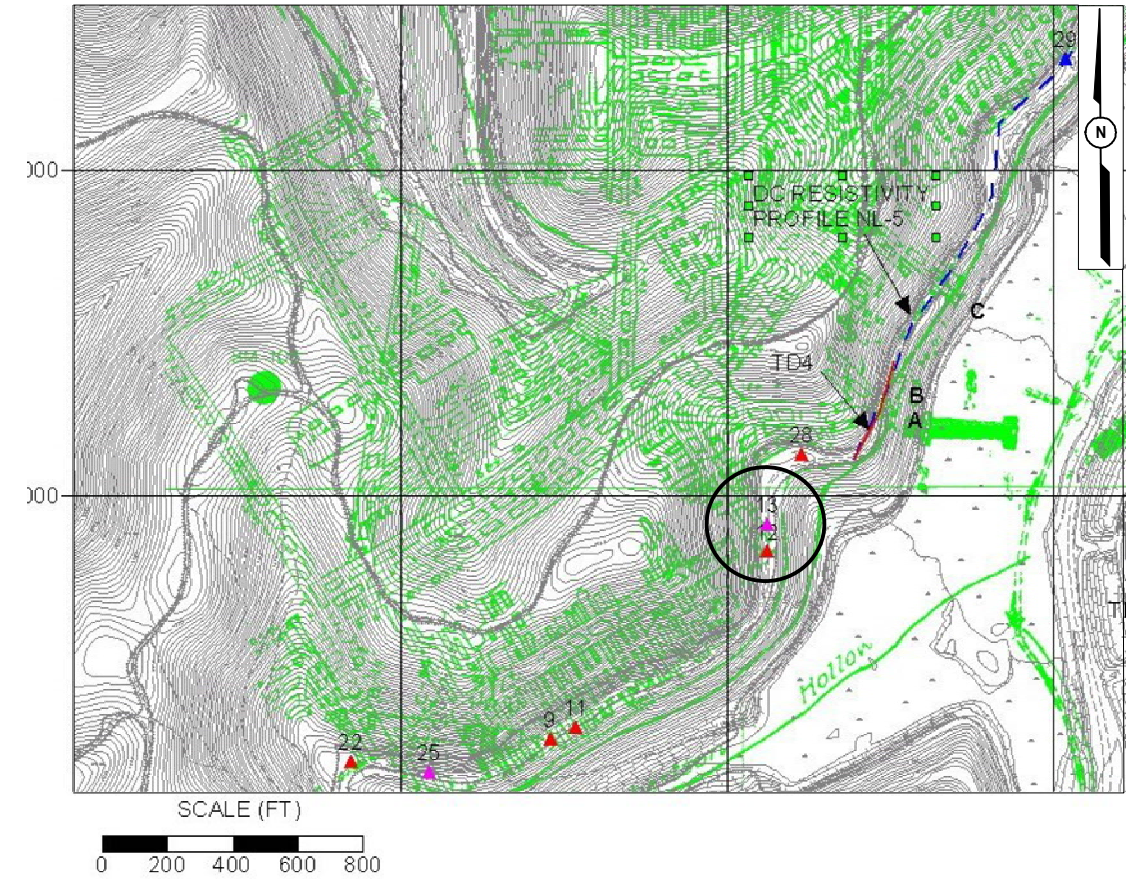 29
N
000
DC RESISTIVITY
PROFILE NL-5
C
TD4
B
A
28
000
13
12
Hollow
11
9
22
25
SCALE (FT)
0 200 400 600 800